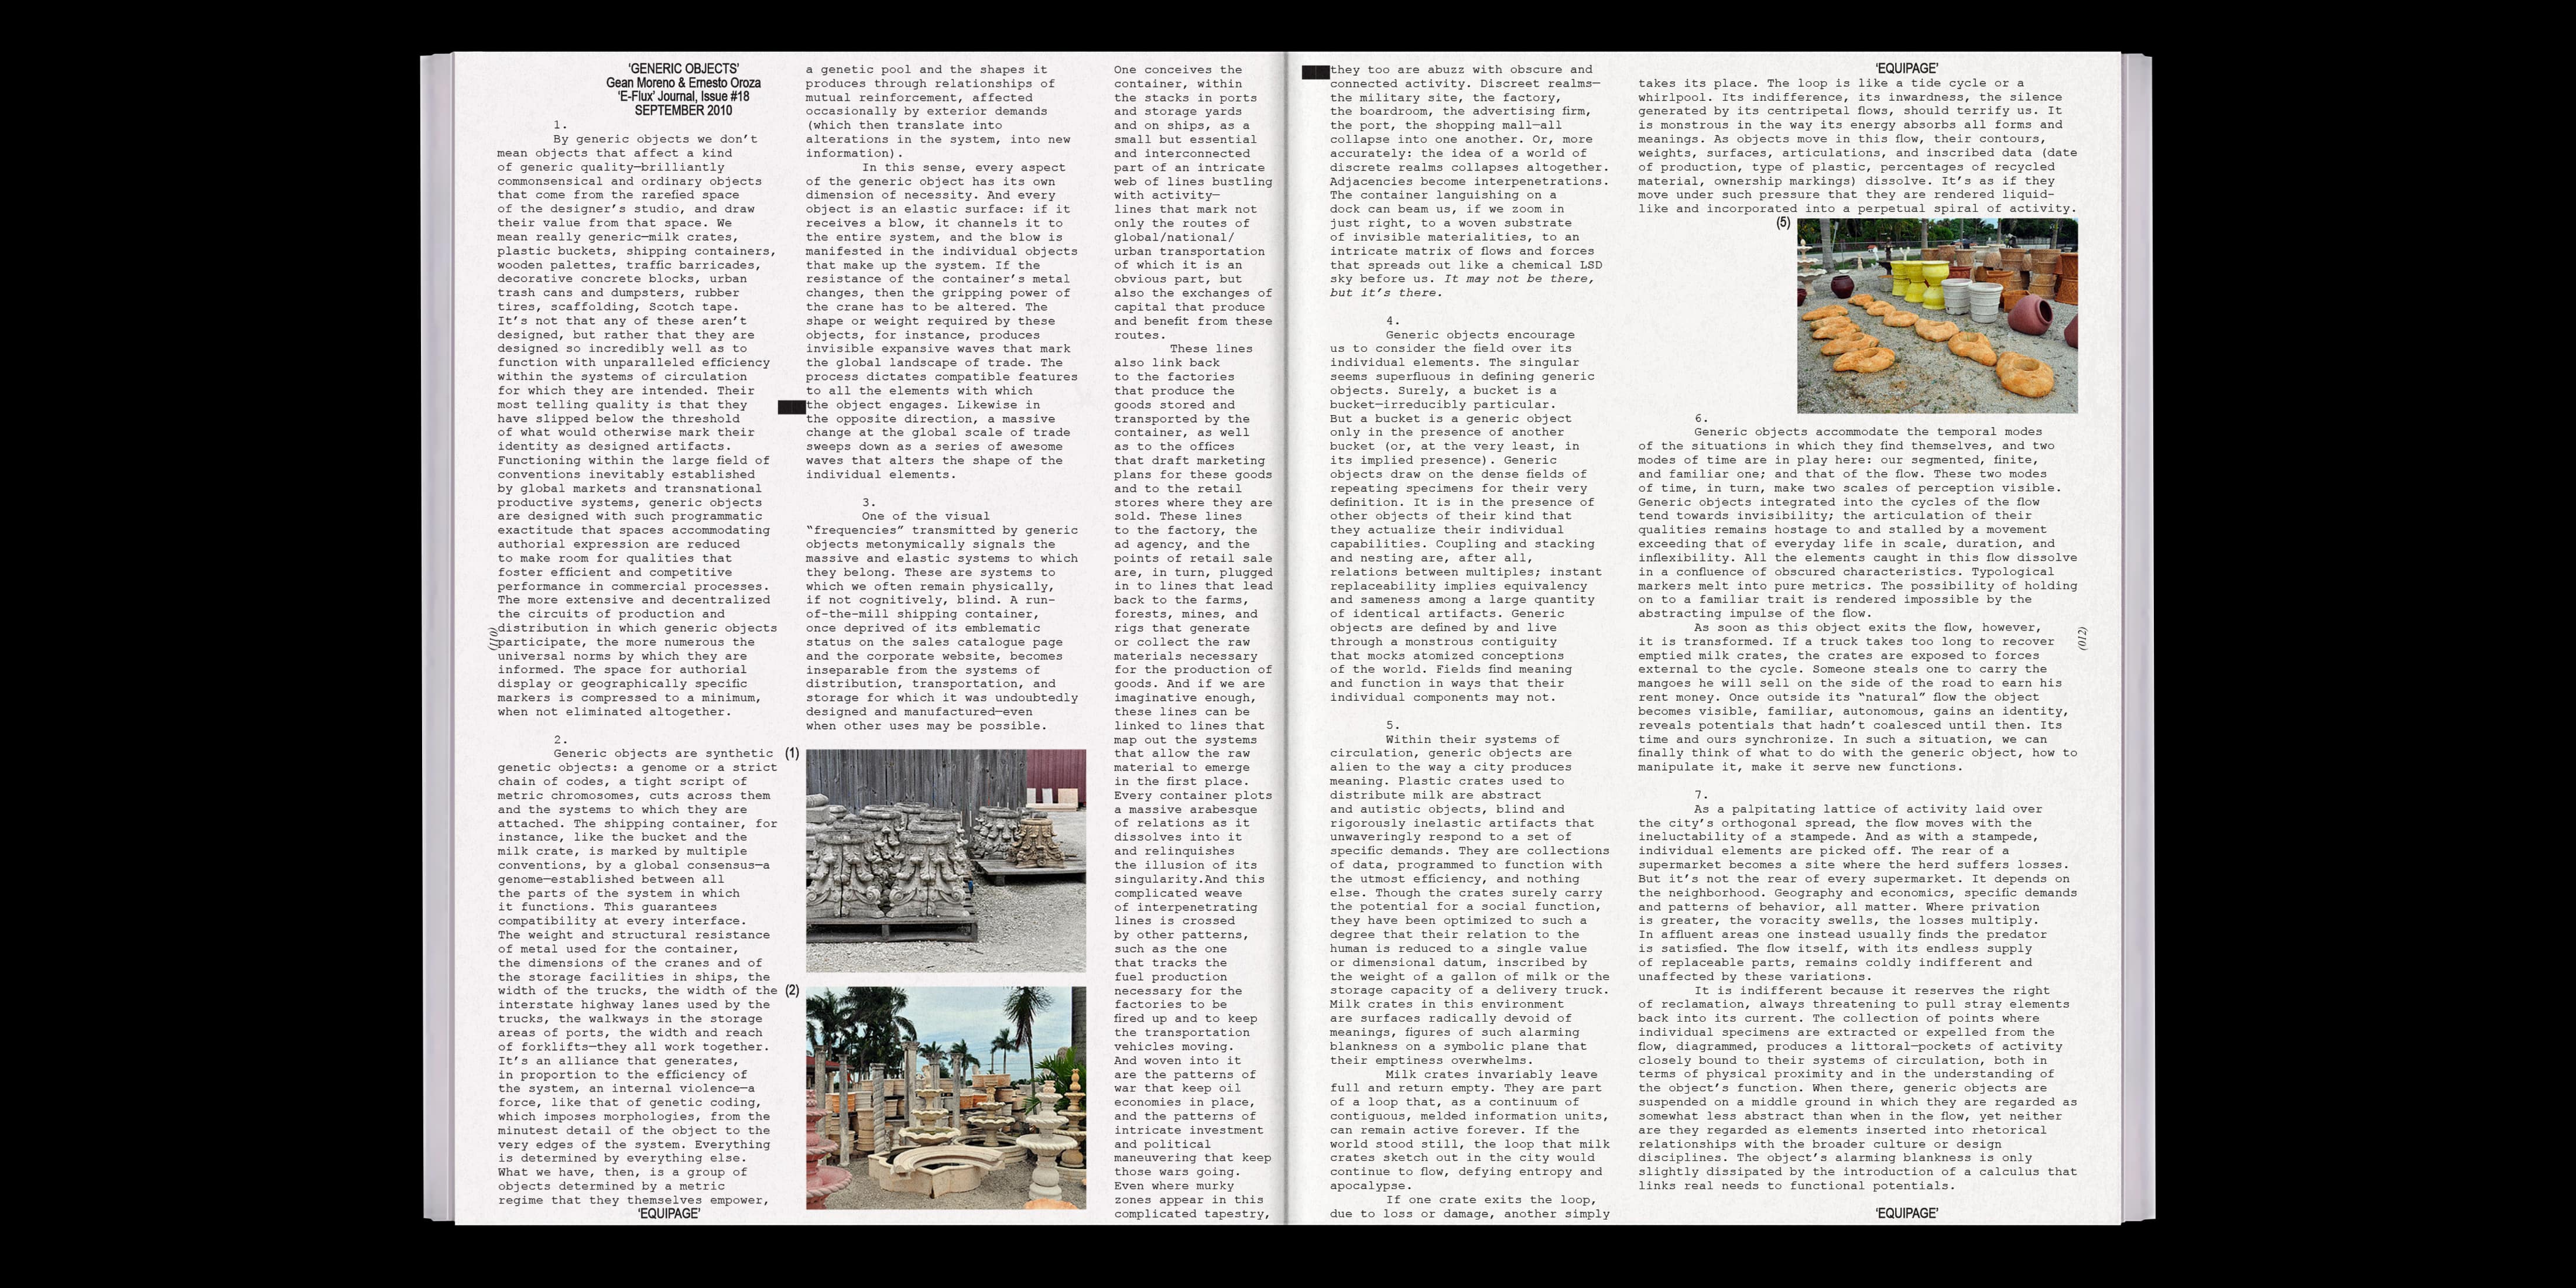 ‘GENERIC OBJECTS’
Gean Moreno & Ernesto Oroza
‘E-Flux’ Journal, Issue #18
SEPTEMBER 2010
1.
By generic objects we don’t
mean objects that affect a kind
of generic quality—brilliantly
commonsensical and ordinary objects
that come from the rarefied space
of the designer’s studio, and draw
their value from that space. We
mean really generic—milk crates,
plastic buckets, shipping containers,
wooden palettes, traffic barricades,
decorative concrete blocks, urban
trash cans and dumpsters, rubber
tires, scaffolding, Scotch tape.
It’s not that any of these aren’t
designed, but rather that they are
designed so incredibly well as to
function with unparalleled efficiency
within the systems of circulation
for which they are intended. Their
most telling quality is that they
have slipped below the threshold
of what would otherwise mark their
identity as designed artifacts.
Functioning within the large field of
conventions inevitably established
by global markets and transnational
productive systems, generic objects
are designed with such programmatic
exactitude that spaces accommodating
authorial expression are reduced
to make room for qualities that
foster efficient and competitive
performance in commercial processes.
The more extensive and decentralized
the circuits of production and
distribution in which generic objects
participate, the more numerous the
universal norms by which they are
informed. The space for authorial
display or geographically specific
markers is compressed to a minimum,
when not eliminated altogether.
2.
Generic objects are synthetic
genetic objects: a genome or a strict
chain of codes, a tight script of
metric chromosomes, cuts across them
and the systems to which they are
attached. The shipping container, for
instance, like the bucket and the
milk crate, is marked by multiple
conventions, by a global consensus—a
genome—established between all
the parts of the system in which
it functions. This guarantees
compatibility at every interface.
The weight and structural resistance
of metal used for the container,
the dimensions of the cranes and of
the storage facilities in ships, the
width of the trucks, the width of the
interstate highway lanes used by the
trucks, the walkways in the storage
areas of ports, the width and reach
of forklifts—they all work together.
It’s an alliance that generates,
in proportion to the efficiency of
the system, an internal violence—a
force, like that of genetic coding,
which imposes morphologies, from the
minutest detail of the object to the
very edges of the system. Everything
is determined by everything else.
What we have, then, is a group of
objects determined by a metric
regime that they themselves empower,
‘EQUIPAGE’
(011)
a genetic pool and the shapes it
produces through relationships of
mutual reinforcement, affected
occasionally by exterior demands
(which then translate into
alterations in the system, into new
information).
In this sense, every aspect
of the generic object has its own
dimension of necessity. And every
object is an elastic surface: if it
receives a blow, it channels it to
the entire system, and the blow is
manifested in the individual objects
that make up the system. If the
resistance of the container’s metal
changes, then the gripping power of
the crane has to be altered. The
shape or weight required by these
objects, for instance, produces
invisible expansive waves that mark
the global landscape of trade. The
process dictates compatible features
to all the elements with which
the object engages. Likewise in
the opposite direction, a massive
change at the global scale of trade
sweeps down as a series of awesome
waves that alters the shape of the
individual elements.
3.
One of the visual
“frequencies” transmitted by generic
objects metonymically signals the
massive and elastic systems to which
they belong. These are systems to
which we often remain physically,
if not cognitively, blind. A run-
of-the-mill shipping container,
once deprived of its emblematic
status on the sales catalogue page
and the corporate website, becomes
inseparable from the systems of
distribution, transportation, and
storage for which it was undoubtedly
designed and manufactured—even
when other uses may be possible.
(1)
(2)
One conceives the
container, within
the stacks in ports
and storage yards
and on ships, as a
small but essential
and interconnected
part of an intricate
web of lines bustling
with activity—
lines that mark not
only the routes of
global/national/
urban transportation
of which it is an
obvious part, but
also the exchanges of
capital that produce
and benefit from these
routes.
These lines
also link back
to the factories
that produce the
goods stored and
transported by the
container, as well
as to the offices
that draft marketing
plans for these goods
and to the retail
stores where they are
sold. These lines
to the factory, the
ad agency, and the
points of retail sale
are, in turn, plugged
in to lines that lead
back to the farms,
forests, mines, and
rigs that generate
or collect the raw
materials necessary
for the production of
goods. And if we are
imaginative enough,
these lines can be
linked to lines that
map out the systems
that allow the raw
material to emerge
in the first place.
Every container plots
a massive arabesque
of relations as it
dissolves into it
and relinquishes
the illusion of its
singularity.And this
complicated weave
of interpenetrating
lines is crossed
by other patterns,
such as the one
that tracks the
fuel production
necessary for the
factories to be
fired up and to keep
the transportation
vehicles moving.
And woven into it
are the patterns of
war that keep oil
economies in place,
and the patterns of
intricate investment
and political
maneuvering that keep
those wars going.
Even where murky
zones appear in this
complicated tapestry,
they too are abuzz with obscure and
connected activity. Discreet realms—
the military site, the factory,
the boardroom, the advertising firm,
the port, the shopping mall—all
collapse into one another. Or, more
accurately: the idea of a world of
discrete realms collapses altogether.
Adjacencies become interpenetrations.
The container languishing on a
dock can beam us, if we zoom in
just right, to a woven substrate
of invisible materialities, to an
intricate matrix of flows and forces
that spreads out like a chemical LSD
sky before us. It may not be there,
but it’s there.
4.
Generic objects encourage
us to consider the field over its
individual elements. The singular
seems superfluous in defining generic
objects. Surely, a bucket is a
bucket—irreducibly particular.
But a bucket is a generic object
only in the presence of another
bucket (or, at the very least, in
its implied presence). Generic
objects draw on the dense fields of
repeating specimens for their very
definition. It is in the presence of
other objects of their kind that
they actualize their individual
capabilities. Coupling and stacking
and nesting are, after all,
relations between multiples; instant
replaceability implies equivalency
and sameness among a large quantity
of identical artifacts. Generic
objects are defined by and live
through a monstrous contiguity
that mocks atomized conceptions
of the world. Fields find meaning
and function in ways that their
individual components may not.
5.
Within their systems of
circulation, generic objects are
alien to the way a city produces
meaning. Plastic crates used to
distribute milk are abstract
and autistic objects, blind and
rigorously inelastic artifacts that
unwaveringly respond to a set of
specific demands. They are collections
of data, programmed to function with
the utmost efficiency, and nothing
else. Though the crates surely carry
the potential for a social function,
they have been optimized to such a
degree that their relation to the
human is reduced to a single value
or dimensional datum, inscribed by
the weight of a gallon of milk or the
storage capacity of a delivery truck.
Milk crates in this environment
are surfaces radically devoid of
meanings, figures of such alarming
blankness on a symbolic plane that
their emptiness overwhelms.
Milk crates invariably leave
full and return empty. They are part
of a loop that, as a continuum of
contiguous, melded information units,
can remain active forever. If the
world stood still, the loop that milk
crates sketch out in the city would
continue to flow, defying entropy and
apocalypse.
If one crate exits the loop,
due to loss or damage, another simply
‘EQUIPAGE’
takes its place. The loop is like a tide cycle or a
whirlpool. Its indifference, its inwardness, the silence
generated by its centripetal flows, should terrify us. It
is monstrous in the way its energy absorbs all forms and
meanings. As objects move in this flow, their contours,
weights, surfaces, articulations, and inscribed data (date
of production, type of plastic, percentages of recycled
material, ownership markings) dissolve. It’s as if they
move under such pressure that they are rendered liquid-
like and incorporated into a perpetual spiral of activity.
(5)
6.
Generic objects accommodate the temporal modes
of the situations in which they find themselves, and two
modes of time are in play here: our segmented, finite,
and familiar one; and that of the flow. These two modes
of time, in turn, make two scales of perception visible.
Generic objects integrated into the cycles of the flow
tend towards invisibility; the articulation of their
qualities remains hostage to and stalled by a movement
exceeding that of everyday life in scale, duration, and
inflexibility. All the elements caught in this flow dissolve
in a confluence of obscured characteristics. Typological
markers melt into pure metrics. The possibility of holding
on to a familiar trait is rendered impossible by the
abstracting impulse of the flow.
As soon as this object exits the flow, however,
it is transformed. If a truck takes too long to recover
emptied milk crates, the crates are exposed to forces
external to the cycle. Someone steals one to carry the
mangoes he will sell on the side of the road to earn his
rent money. Once outside its “natural” flow the object
becomes visible, familiar, autonomous, gains an identity,
reveals potentials that hadn’t coalesced until then. Its
time and ours synchronize. In such a situation, we can
finally think of what to do with the generic object, how to
manipulate it, make it serve new functions.
7.
As a palpitating lattice of activity laid over
the city’s orthogonal spread, the flow moves with the
ineluctability of a stampede. And as with a stampede,
individual elements are picked off. The rear of a
supermarket becomes a site where the herd suffers losses.
But it’s not the rear of every supermarket. It depends on
the neighborhood. Geography and economics, specific demands
and patterns of behavior, all matter. Where privation
is greater, the voracity swells, the losses multiply.
In affluent areas one instead usually finds the predator
is satisfied. The flow itself, with its endless supply
of replaceable parts, remains coldly indifferent and
unaffected by these variations.
It is indifferent because it reserves the right
of reclamation, always threatening to pull stray elements
back into its current. The collection of points where
individual specimens are extracted or expelled from the
flow, diagrammed, produces a littoral—pockets of activity
closely bound to their systems of circulation, both in
terms of physical proximity and in the understanding of
the object’s function. When there, generic objects are
suspended on a middle ground in which they are regarded as
somewhat less abstract than when in the flow, yet neither
are they regarded as elements inserted into rhetorical
relationships with the broader culture or design
disciplines. The object’s alarming blankness is only
slightly dissipated by the introduction of a calculus that
links real needs to functional potentials.
(012)
‘EQUIPAGE’